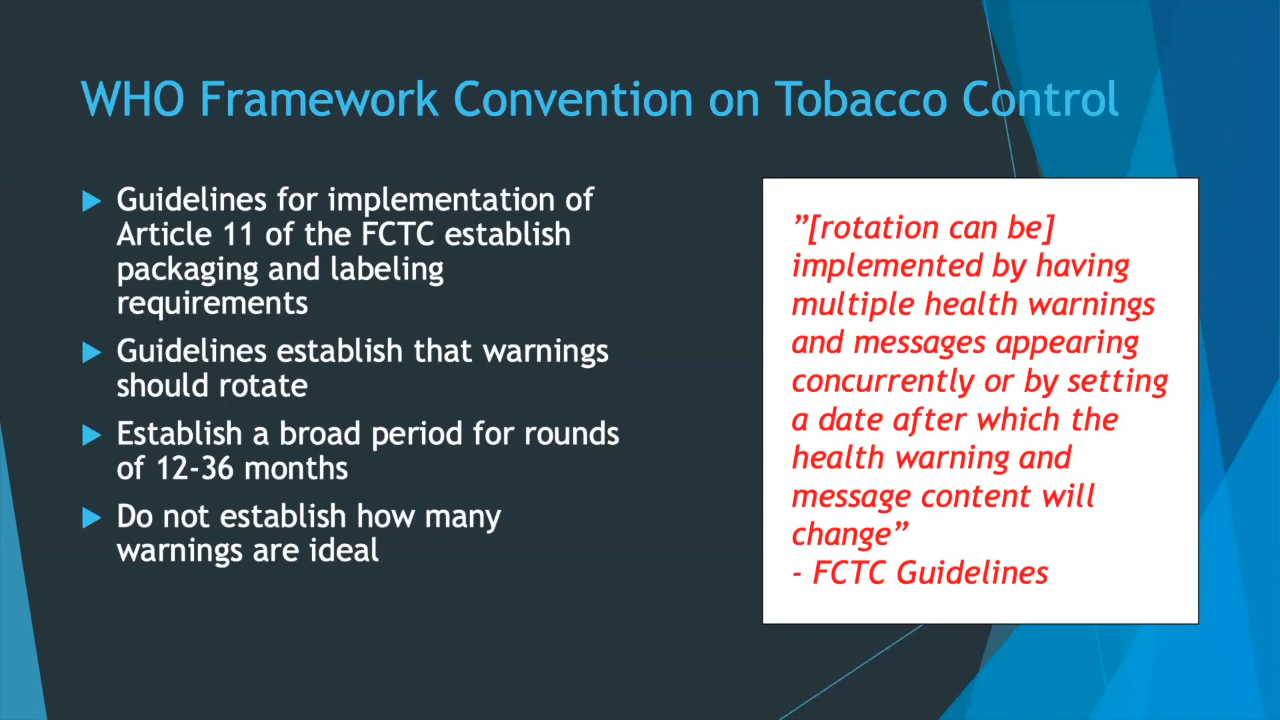 WHO Framework Convention on Tobacco Control
Guidelines for implementation of
Article 11 of the FCTC establish
packaging and labeling
requirements
Guidelines establish that warnings
should rotate
Establish a broad period for rounds
of 12-36 months
Do not establish how many
warnings are ideal
”[rotation can be]
implemented by having
multiple health warnings
and messages appearing
concurrently or by setting
a date after which the
health warning and
message content will
change”
- FCTC Guidelines